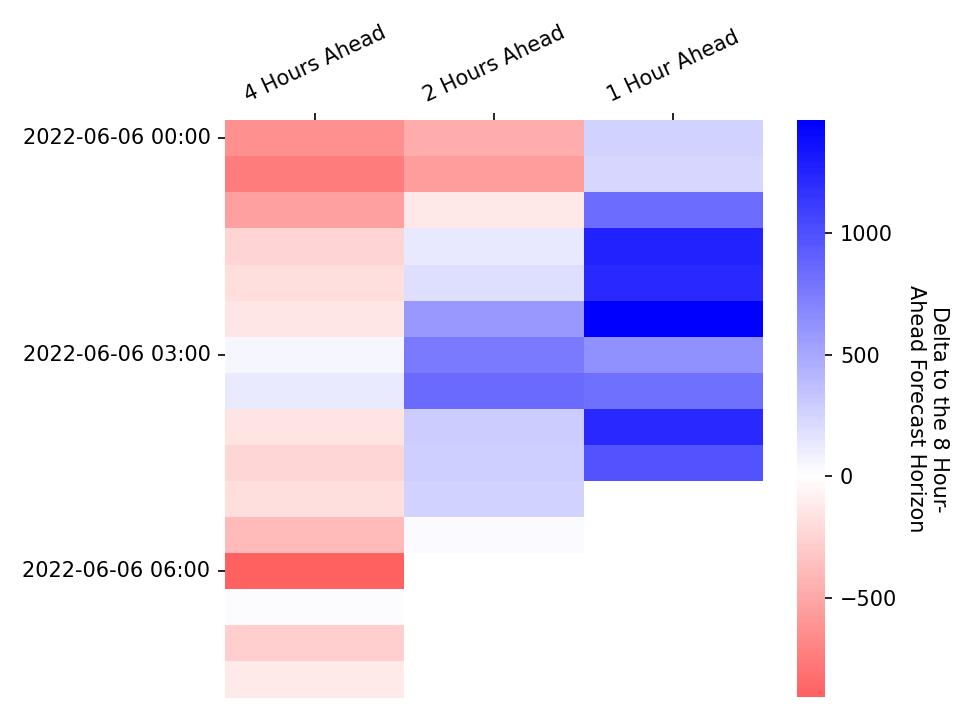 4 Hours Ahead
2 Hours Ahead
1 Hour Ahead
2022-06-06 00:00
2022-06-06 03:00
2022-06-06 06:00
1000
500
0
−500
Delta to the 8 Hour-
Ahead Forecast Horizon